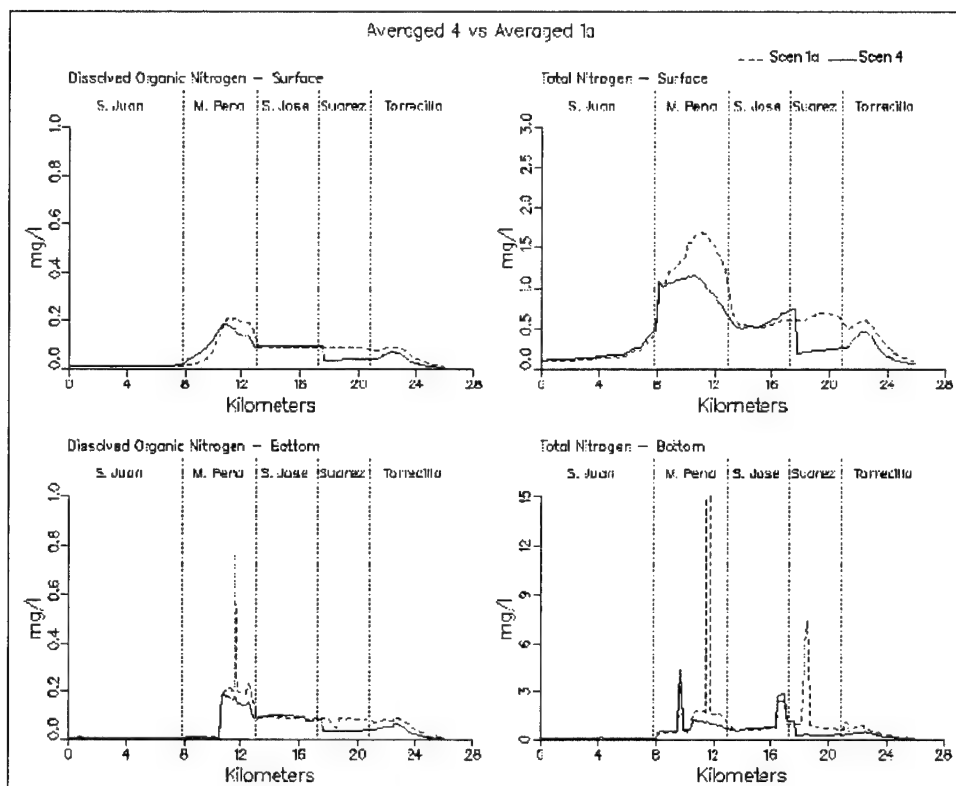 Averaged 4 vs Averaged 1a
Scen 1a Scen 4
Dissolved Organic Nitrogen – Surface
S. Juan M. Pena S. Jose Suarez Torrecilla
1.0
0.8
0.6
0.4
0.2
0.0
mg/l
0 4 8 12 16 20 24 28
Kilometers
Total Nitrogen – Surface
S. Juan M. Pena S. Jose Suarez Torrecilla
3.0
2.5
2.0
1.5
1.0
0.5
0.0
mg/l
0 4 8 12 16 20 24 28
Kilometers
Dissolved Organic Nitrogen – Bottom
S. Juan M. Pena S. Jose Suarez Torrecilla
1.0
0.8
0.6
0.4
0.2
0.0
mg/l
0 4 8 12 16 20 24 28
Kilometers
Total Nitrogen – Bottom
S. Juan M. Pena S. Jose Suarez Torrecilla
15
12
9
6
3
0
mg/l
0 4 8 12 16 20 24 28
Kilometers